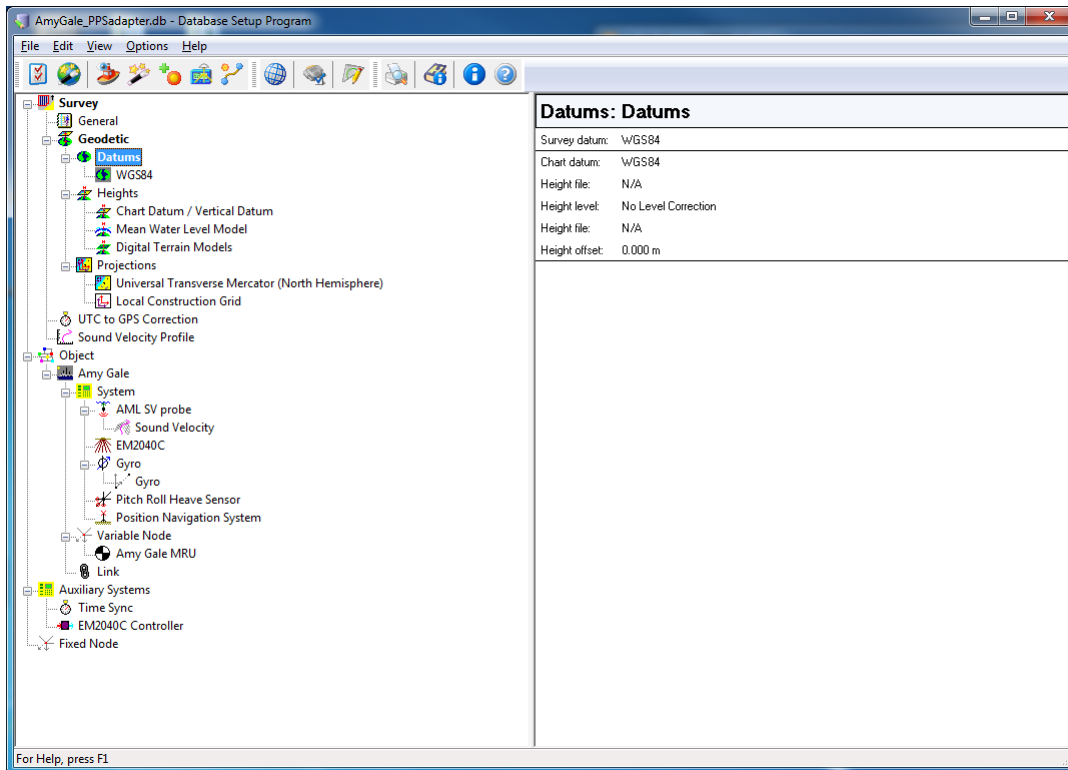 AmyGale_PPSadapter.db - Database Setup Program
File Edit View Options Help
Survey
General
Geodetic
Datums
WGS84
Heights
Chart Datum / Vertical Datum
Mean Water Level Model
Digital Terrain Models
Projections
Universal Transverse Mercator (North Hemisphere)
Local Construction Grid
UTC to GPS Correction
Sound Velocity Profile
Object
Amy Gale
System
AML SV probe
Sound Velocity
EM2040C
Gyro
Gyro
Pitch Roll Heave Sensor
Position Navigation System
Variable Node
Amy Gale MRU
Link
Auxiliary Systems
Time Sync
EM2040C Controller
Fixed Node
Datums: Datums
Survey datum: WGS84
Chart datum: WGS84
Height file: N/A
Height level: No Level Correction
Height file: N/A
Height offset: 0.000 m
For Help, press F1